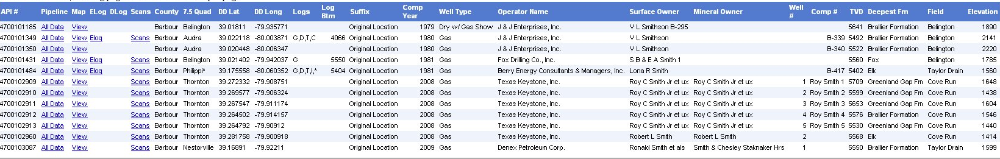 API # Pipeline Map ELog DLog Scans County 7.5 Quad DD Lat DD Long Logs Log Btm Suffix Comp Year Well Type Operator Name Surface Owner Mineral Owner Well # Comp # TVD Deepest Fm Field Elevation
4700101185 All Data View Barbour Belington 39.01811 -79.935771 Original Location 1979 Dry w/ Gas Show J & J Enterprises, Inc. V L Smithson B-295 5641 Brallier Formation Belington 1890
4700101349 All Data View Elog Scans Barbour Audra 39.022118 -80.003871 G,D,T,C 4066 Original Location 1980 Gas J & J Enterprises, Inc. V L Smithson B-339 5492 Brallier Formation Belington 2141
4700101350 All Data View Barbour Audra 39.020448 -80.006347 Original Location 1980 Gas J & J Enterprises, Inc. V L Smithson B-340 5522 Brallier Formation Belington 2220
4700101431 All Data View Elog Scans Barbour Belington 39.021402 -79.942037 G 5550 Original Location 1981 Gas Fox Drilling Co., Inc. S B & E A Smith 1 5560 Fox Belington 1785
4700101484 All Data View Elog Scans Barbour Philippi* 39.175558 -80.060352 G,D,T,I,* 5404 Original Location 1981 Gas Berry Energy Consultants & Managers, Inc. Lona R Smith B-417 5402 Elk Taylor Drain 1560
4700102909 All Data View Scans Barbour Thornton 39.272332 -79.908751 Original Location 2008 Gas Texas Keystone, Inc. Roy C Smith Jr et ux Roy C Smith Jr et ux 1 Roy Smith 1 5709 Greenland Gap Fm Cove Run 1648
4700102910 All Data View Scans Barbour Thornton 39.269577 -79.906324 Original Location 2008 Gas Texas Keystone, Inc. Roy C Smith Jr et ux Roy C Smith Jr et ux 2 Roy Smith 2 5599 Greenland Gap Fm Cove Run 1438
4700102911 All Data View Scans Barbour Thornton 39.267547 -79.911174 Original Location 2008 Gas Texas Keystone, Inc. Roy C Smith Jr et ux Roy C Smith Jr et ux 3 Roy Smith 3 5653 Greenland Gap Fm Cove Run 1604
4700102912 All Data View Scans Barbour Thornton 39.264502 -79.914157 Original Location 2008 Gas Texas Keystone, Inc. Roy C Smith Jr et ux Roy C Smith Jr et ux 4 Roy Smith 4 5576 Brallier Formation Cove Run 1546
4700102913 All Data View Scans Barbour Thornton 39.264792 -79.90912 Original Location 2008 Gas Texas Keystone, Inc. Roy C Smith Jr et ux Roy C Smith Jr et ux 5 Roy Smith 5 5530 Greenland Gap Fm Cove Run 1440
4700102960 All Data View Scans Barbour Thornton 39.281758 -79.900918 Original Location 2008 Gas Texas Keystone, Inc. Robert L Smith Robert L Smith 2 5568 Elk Cove Run 1414
4700103087 All Data View Scans Barbour Nestorville 39.16891 -79.92211 Original Location 2009 Gas Denex Petroleum Corp. Ronald Smith et als Smith & Chesley Staknaker Hrs 1 5550 Brallier Formation Taylor Drain 1599